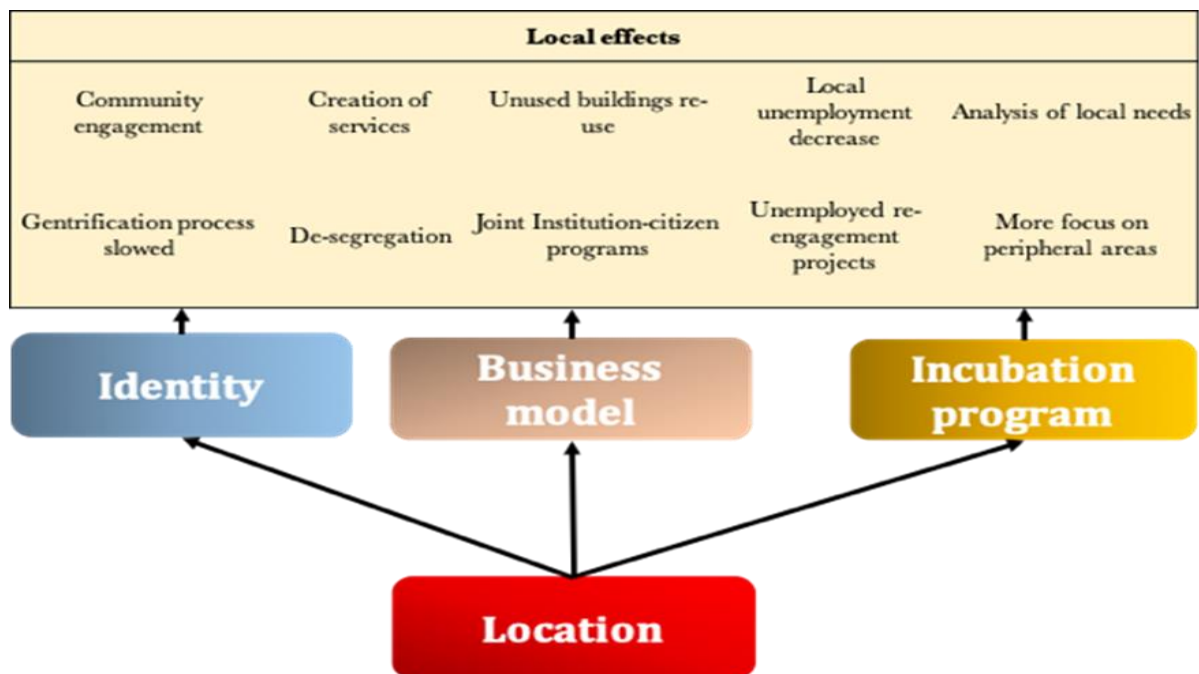 Local effects
Community
engagement
Creation of
services
Unused buildings re-
use
Local
unemployment
decrease
Analysis of local needs
Gentrification process
slowed
De-segregation
Joint Institution-citizen
programs
Unemployed re-
engagement
projects
More focus on
peripheral areas
Identity
Business
model
Incubation
program
Location